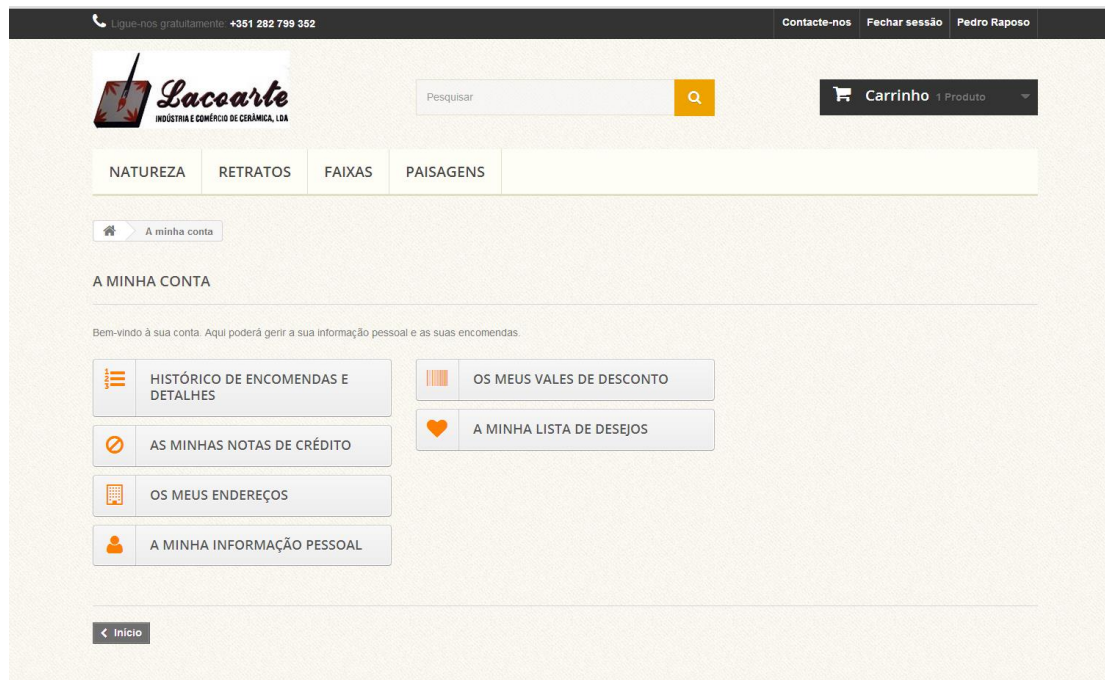 Ligue-nos gratuitamente: +351 282 799 352
Contacte-nos Fechar sessão Pedro Raposo
Lacoarte
INDÚSTRIA E COMÉRCIO DE CERÂMICA, LDA
Pesquisar
Carrinho 1 Produto
NATUREZA RETRATOS FAIXAS PAISAGENS
A minha conta
A MINHA CONTA
Bem-vindo à sua conta. Aqui poderá gerir a sua informação pessoal e as suas encomendas.
HISTÓRICO DE ENCOMENDAS E
DETALHES
AS MINHAS NOTAS DE CRÉDITO
OS MEUS ENDEREÇOS
A MINHA INFORMAÇÃO PESSOAL
OS MEUS VALES DE DESCONTO
A MINHA LISTA DE DESEJOS
Início